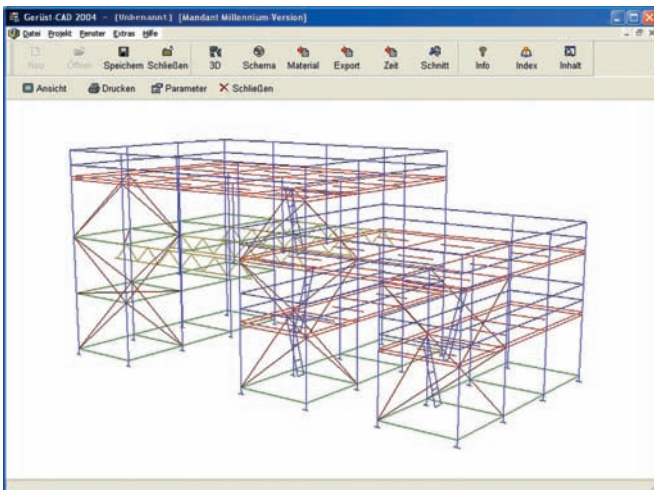 Gerüst-CAD 2004 - (Unbenannt) [Mandant Millennium-Version]
Datei Projekt Fenster Extras Hilfe
Neu Öffnen Speichern Schließen 3D Schema Material Export Zeit Schnitt Info Index Inhalt
Ansicht Drucken Parameter Schließen